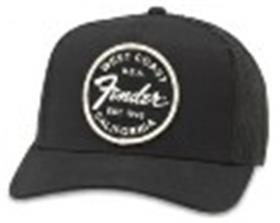 WEST COAST
U.S.A.
Fender
EST. 1946
CALIFORNIA